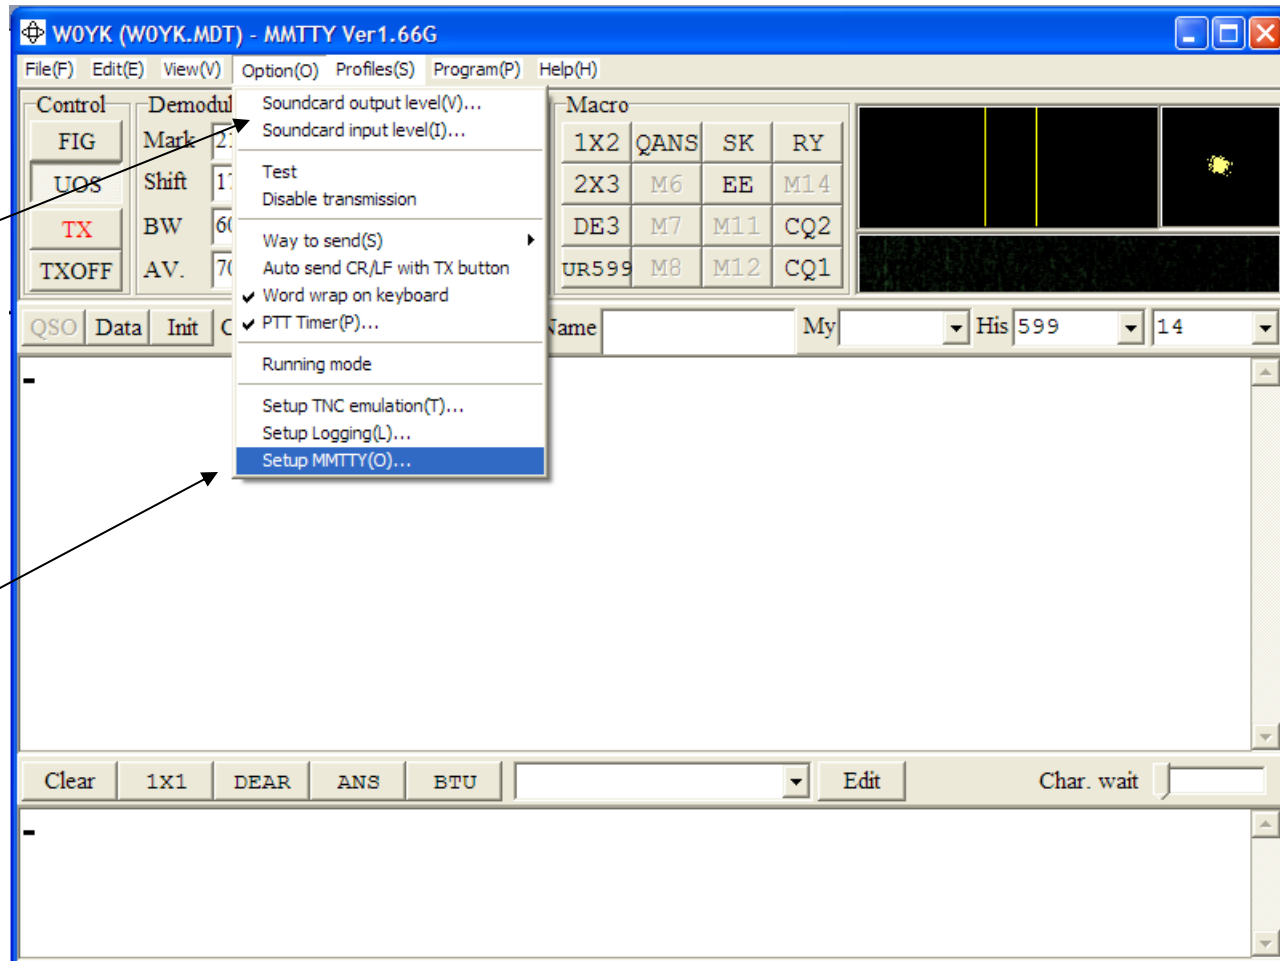 W0YK (W0YK.MDT) - MMTTY Ver1.66G
File(F) Edit(E) View(V) Option(O) Profiles(S) Program(P) Help(H)
Control Demodul Macro
FIG Mark 2 1X2 QANS SK RY
UOS Shift 17 2X3 M6 EE M14
TX BW 60 DE3 M7 M11 CQ2
TXOFF AV. 70 UR599 M8 M12 CQ1
Soundcard output level(V)...
Soundcard input level(I)...
Test
Disable transmission
Way to send(S)
Auto send CR/LF with TX button
Word wrap on keyboard
PTT Timer(P)...
Running mode
Setup TNC emulation(T)...
Setup Logging(L)...
Setup MMTTY(O)...
QSO Data Init C Name My His 599 14
Clear 1X1 DEAR ANS BTU Edit Char. wait